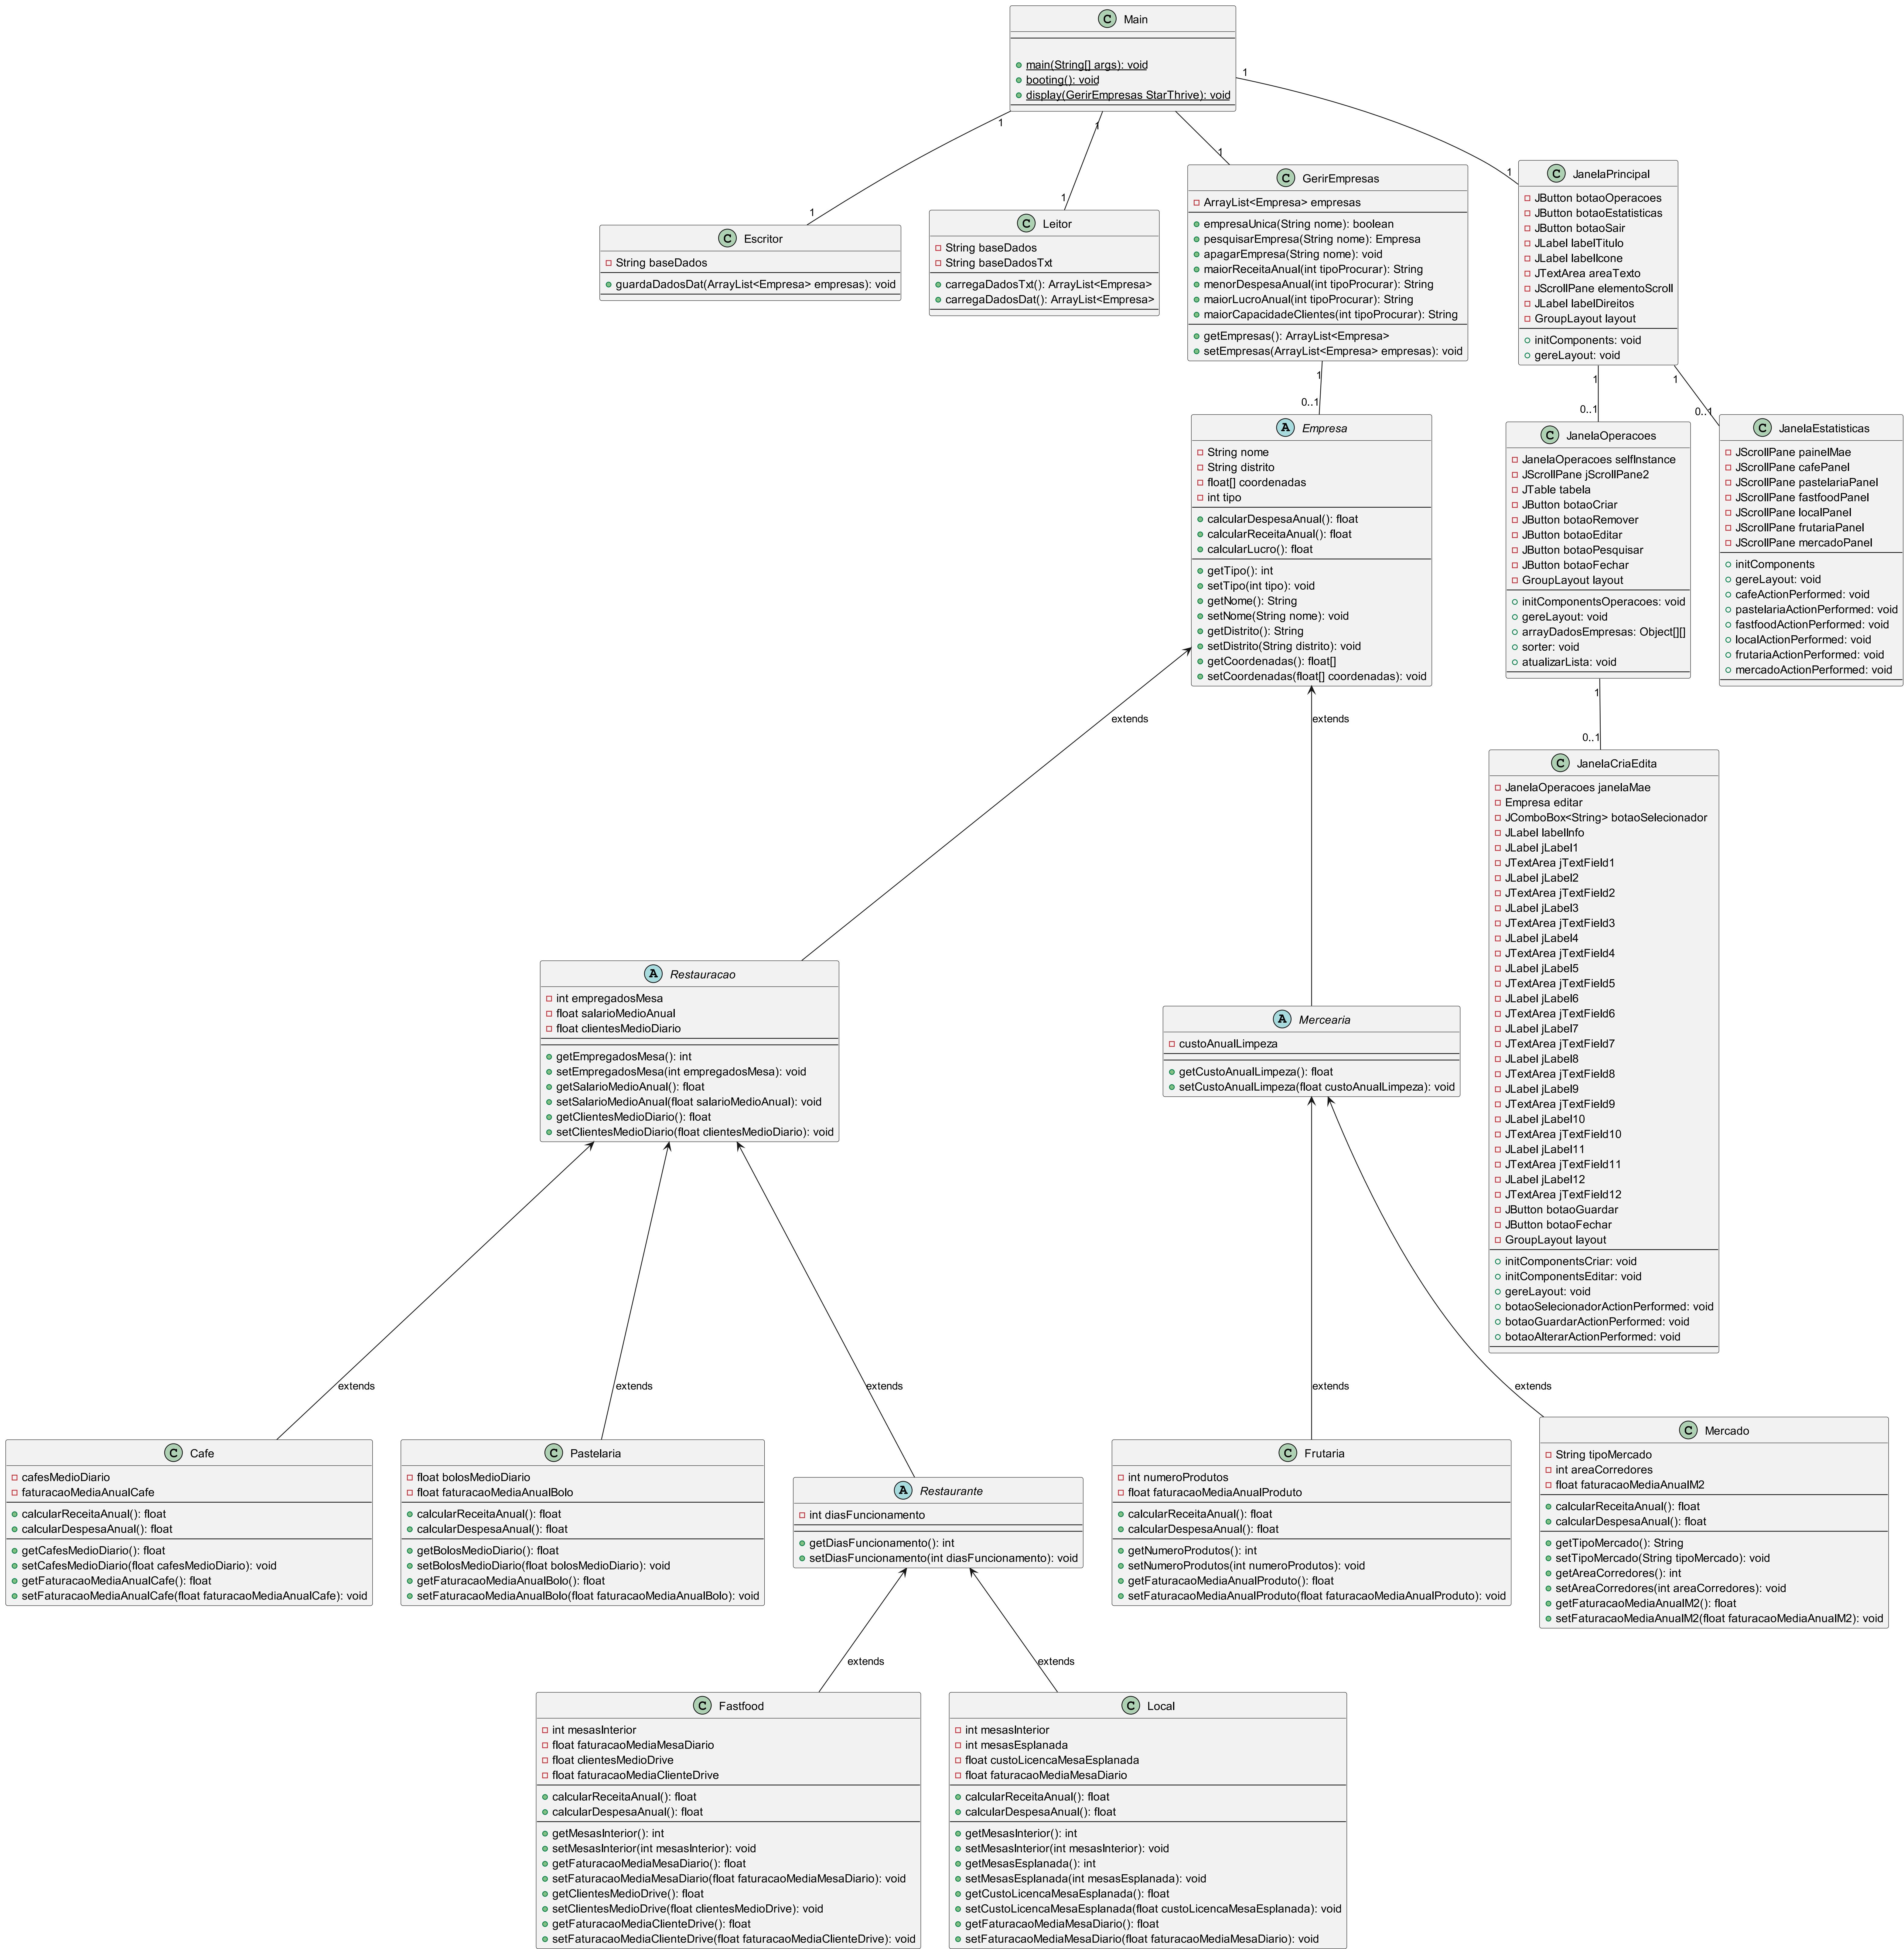 C Main
main(String[] args): void
booting(): void
display(GerirEmpresas StarThrive): void
1
1
1
1
1
1
1
C Escritor
String baseDados
guardaDadosDat(ArrayList<Empresa> empresas): void
C Leitor
String baseDados
String baseDadosTxt
carregaDadosTxt(): ArrayList<Empresa>
carregaDadosDat(): ArrayList<Empresa>
C GerirEmpresas
ArrayList<Empresa> empresas
empresaUnica(String nome): boolean
pesquisarEmpresa(String nome): Empresa
apagarEmpresa(String nome): void
maiorReceitaAnual(int tipoProcurar): String
menorDespesaAnual(int tipoProcurar): String
maiorLucroAnual(int tipoProcurar): String
maiorCapacidadeClientes(int tipoProcurar): String
getEmpresas(): ArrayList<Empresa>
setEmpresas(ArrayList<Empresa> empresas): void
C JanelaPrincipal
JButton botaoOperacoes
JButton botaoEstatisticas
JButton botaoSair
JLabel labelTitulo
JLabel labelIcone
JTextArea areaTexto
JScrollPane elementoScroll
JLabel labelDireitos
GroupLayout layout
initComponents: void
gereLayout: void
1
0..1
1
0..1
1
0..1
A Empresa
String nome
String distrito
float[] coordenadas
int tipo
calcularDespesaAnual(): float
calcularReceitaAnual(): float
calcularLucro(): float
getTipo(): int
setTipo(int tipo): void
getNome(): String
setNome(String nome): void
getDistrito(): String
setDistrito(String distrito): void
getCoordenadas(): float[]
setCoordenadas(float[] coordenadas): void
C JanelaOperacoes
JanelaOperacoes selfInstance
JScrollPane jScrollPane2
JTable tabela
JButton botaoCriar
JButton botaoRemover
JButton botaoEditar
JButton botaoPesquisar
JButton botaoFechar
GroupLayout layout
initComponentsOperacoes: void
gereLayout: void
arrayDadosEmpresas: Object[][]
sorter: void
atualizarLista: void
C JanelaEstatisticas
JScrollPane painelMae
JScrollPane cafePanel
JScrollPane pastelariaPanel
JScrollPane fastfoodPanel
JScrollPane localPanel
JScrollPane frutariaPanel
JScrollPane mercadoPanel
initComponents
gereLayout: void
cafeActionPerformed: void
pastelariaActionPerformed: void
fastfoodActionPerformed: void
localActionPerformed: void
frutariaActionPerformed: void
mercadoActionPerformed: void
extends
extends
1
0..1
C JanelaCriaEdita
JanelaOperacoes janelaMae
Empresa editar
JComboBox<String> botaoSelecionador
JLabel labelInfo
JLabel jLabel1
JTextArea jTextField1
JLabel jLabel2
JTextArea jTextField2
JLabel jLabel3
JTextArea jTextField3
JLabel jLabel4
JTextArea jTextField4
JLabel jLabel5
JTextArea jTextField5
JLabel jLabel6
JTextArea jTextField6
JLabel jLabel7
JTextArea jTextField7
JLabel jLabel8
JTextArea jTextField8
JLabel jLabel9
JTextArea jTextField9
JLabel jLabel10
JTextArea jTextField10
JLabel jLabel11
JTextArea jTextField11
JLabel jLabel12
JTextArea jTextField12
JButton botaoGuardar
JButton botaoFechar
GroupLayout layout
initComponentsCriar: void
initComponentsEditar: void
gereLayout: void
botaoSelecionadorActionPerformed: void
botaoGuardarActionPerformed: void
botaoAlterarActionPerformed: void
A Restauracao
int empregadosMesa
float salarioMedioAnual
float clientesMedioDiario
getEmpregadosMesa(): int
setEmpregadosMesa(int empregadosMesa): void
getSalarioMedioAnual(): float
setSalarioMedioAnual(float salarioMedioAnual): void
getClientesMedioDiario(): float
setClientesMedioDiario(float clientesMedioDiario): void
A Mercearia
custoAnualLimpeza
getCustoAnualLimpeza(): float
setCustoAnualLimpeza(float custoAnualLimpeza): void
extends
extends
extends
extends
extends
C Cafe
cafesMedioDiario
faturacaoMediaAnualCafe
calcularReceitaAnual(): float
calcularDespesaAnual(): float
getCafesMedioDiario(): float
setCafesMedioDiario(float cafesMedioDiario): void
getFaturacaoMediaAnualCafe(): float
setFaturacaoMediaAnualCafe(float faturacaoMediaAnualCafe): void
C Pastelaria
float bolosMedioDiario
float faturacaoMediaAnualBolo
calcularReceitaAnual(): float
calcularDespesaAnual(): float
getBolosMedioDiario(): float
setBolosMedioDiario(float bolosMedioDiario): void
getFaturacaoMediaAnualBolo(): float
setFaturacaoMediaAnualBolo(float faturacaoMediaAnualBolo): void
A Restaurante
int diasFuncionamento
getDiasFuncionamento(): int
setDiasFuncionamento(int diasFuncionamento): void
C Frutaria
int numeroProdutos
float faturacaoMediaAnualProduto
calcularReceitaAnual(): float
calcularDespesaAnual(): float
getNumeroProdutos(): int
setNumeroProdutos(int numeroProdutos): void
getFaturacaoMediaAnualProduto(): float
setFaturacaoMediaAnualProduto(float faturacaoMediaAnualProduto): void
C Mercado
String tipoMercado
int areaCorredores
float faturacaoMediaAnualM2
calcularReceitaAnual(): float
calcularDespesaAnual(): float
getTipoMercado(): String
setTipoMercado(String tipoMercado): void
getAreaCorredores(): int
setAreaCorredores(int areaCorredores): void
getFaturacaoMediaAnualM2(): float
setFaturacaoMediaAnualM2(float faturacaoMediaAnualM2): void
extends
extends
C Fastfood
int mesasInterior
float faturacaoMediaMesaDiario
float clientesMedioDrive
float faturacaoMediaClienteDrive
calcularReceitaAnual(): float
calcularDespesaAnual(): float
getMesasInterior(): int
setMesasInterior(int mesasInterior): void
getFaturacaoMediaMesaDiario(): float
setFaturacaoMediaMesaDiario(float faturacaoMediaMesaDiario): void
getClientesMedioDrive(): float
setClientesMedioDrive(float clientesMedioDrive): void
getFaturacaoMediaClienteDrive(): float
setFaturacaoMediaClienteDrive(float faturacaoMediaClienteDrive): void
C Local
int mesasInterior
int mesasEsplanada
float custoLicencaMesaEsplanada
float faturacaoMediaMesaDiario
calcularReceitaAnual(): float
calcularDespesaAnual(): float
getMesasInterior(): int
setMesasInterior(int mesasInterior): void
getMesasEsplanada(): int
setMesasEsplanada(int mesasEsplanada): void
getCustoLicencaMesaEsplanada(): float
setCustoLicencaMesaEsplanada(float custoLicencaMesaEsplanada): void
getFaturacaoMediaMesaDiario(): float
setFaturacaoMediaMesaDiario(float faturacaoMediaMesaDiario): void